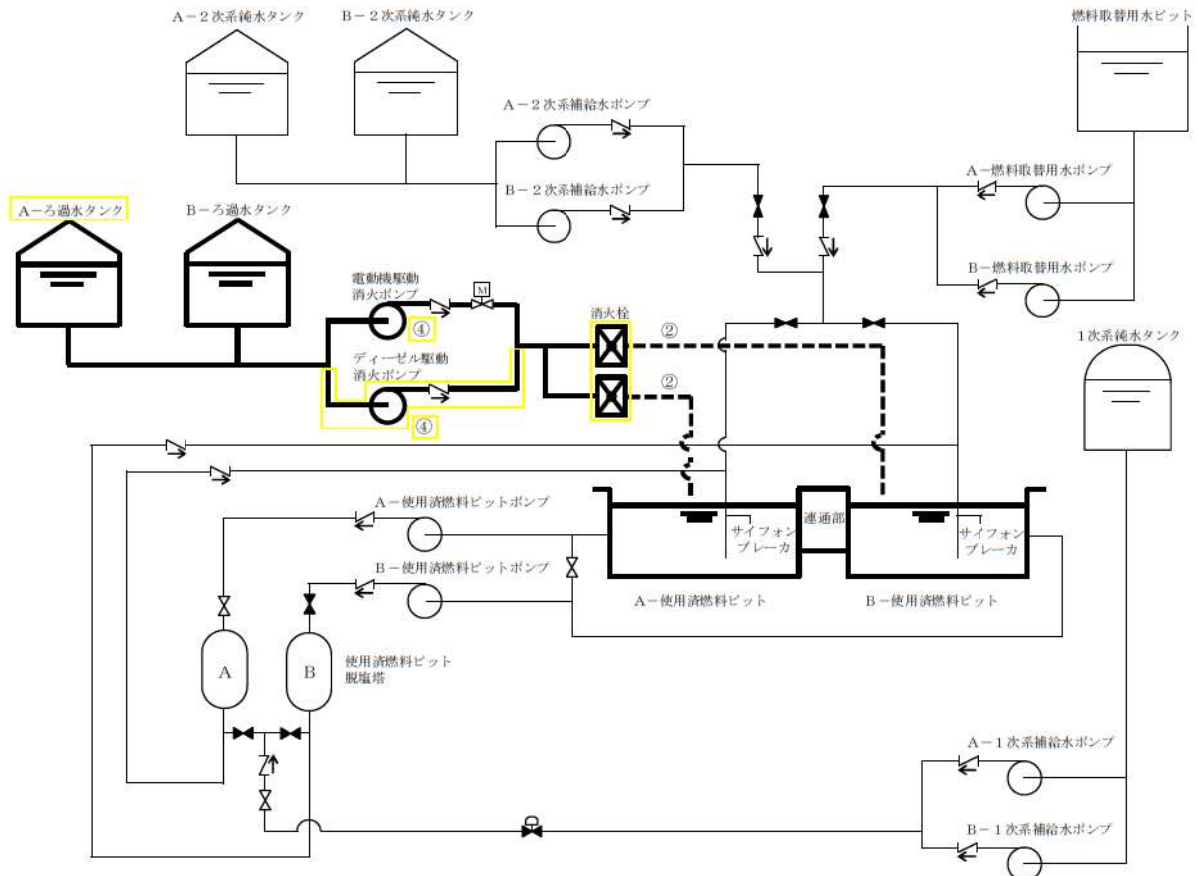 A-2次系純水タンク
B-2次系純水タンク
燃料取替用水ピット
A-2次系補給水ポンプ
A-燃料取替用水ポンプ
B-2次系補給水ポンプ
A-ろ過水タンク
B-ろ過水タンク
B-燃料取替用水ポンプ
電動機駆動
消火ポンプ
M
④
消火栓
②
1次系純水タンク
ディーゼル駆動
消火ポンプ
④
②
A-使用済燃料ピットポンプ
連通部
サイフォン
ブレーカ
サイフォン
ブレーカ
B-使用済燃料ピットポンプ
A-使用済燃料ピット
B-使用済燃料ピット
A
B
使用済燃料ピット
脱塩塔
A-1次系補給水ポンプ
B-1次系補給水ポンプ